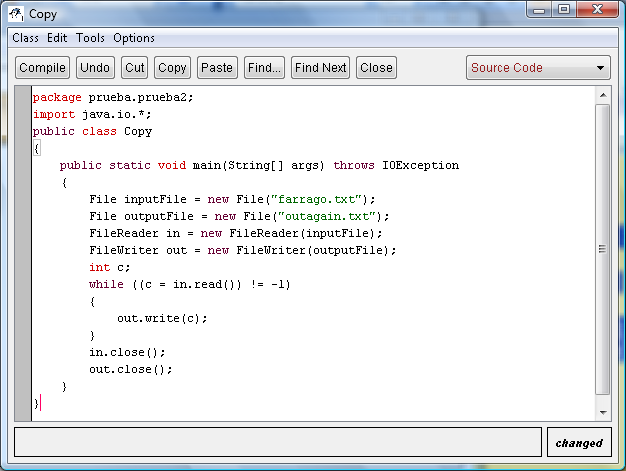 Copy
Class Edit Tools Options
Compile Undo Cut Copy Paste Find... Find Next Close Source Code
package prueba.prueba2;
import java.io.*;
public class Copy
{
public static void main(String[] args) throws IOException
{
File inputFile = new File("farrago.txt");
File outputFile = new File("outagain.txt");
FileReader in = new FileReader(inputFile);
FileWriter out = new FileWriter(outputFile);
int c;
while ((c = in.read()) != -1)
{
out.write(c);
}
in.close();
out.close();
}
}
changed